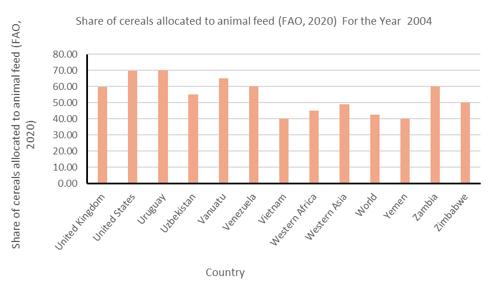 Share of cereals allocated to animal feed (FAO, 2020)  For the Year  2004
Share of cereals allocated to animal feed (FAO,
2020)
80.00
70.00
60.00
50.00
40.00
30.00
20.00
10.00
0.00
United Kingdom
United States
Uruguay
Uzbekistan
Vanuatu
Venezuela
Vietnam
Western Africa
Western Asia
World
Yemen
Zambia
Zimbabwe
Country